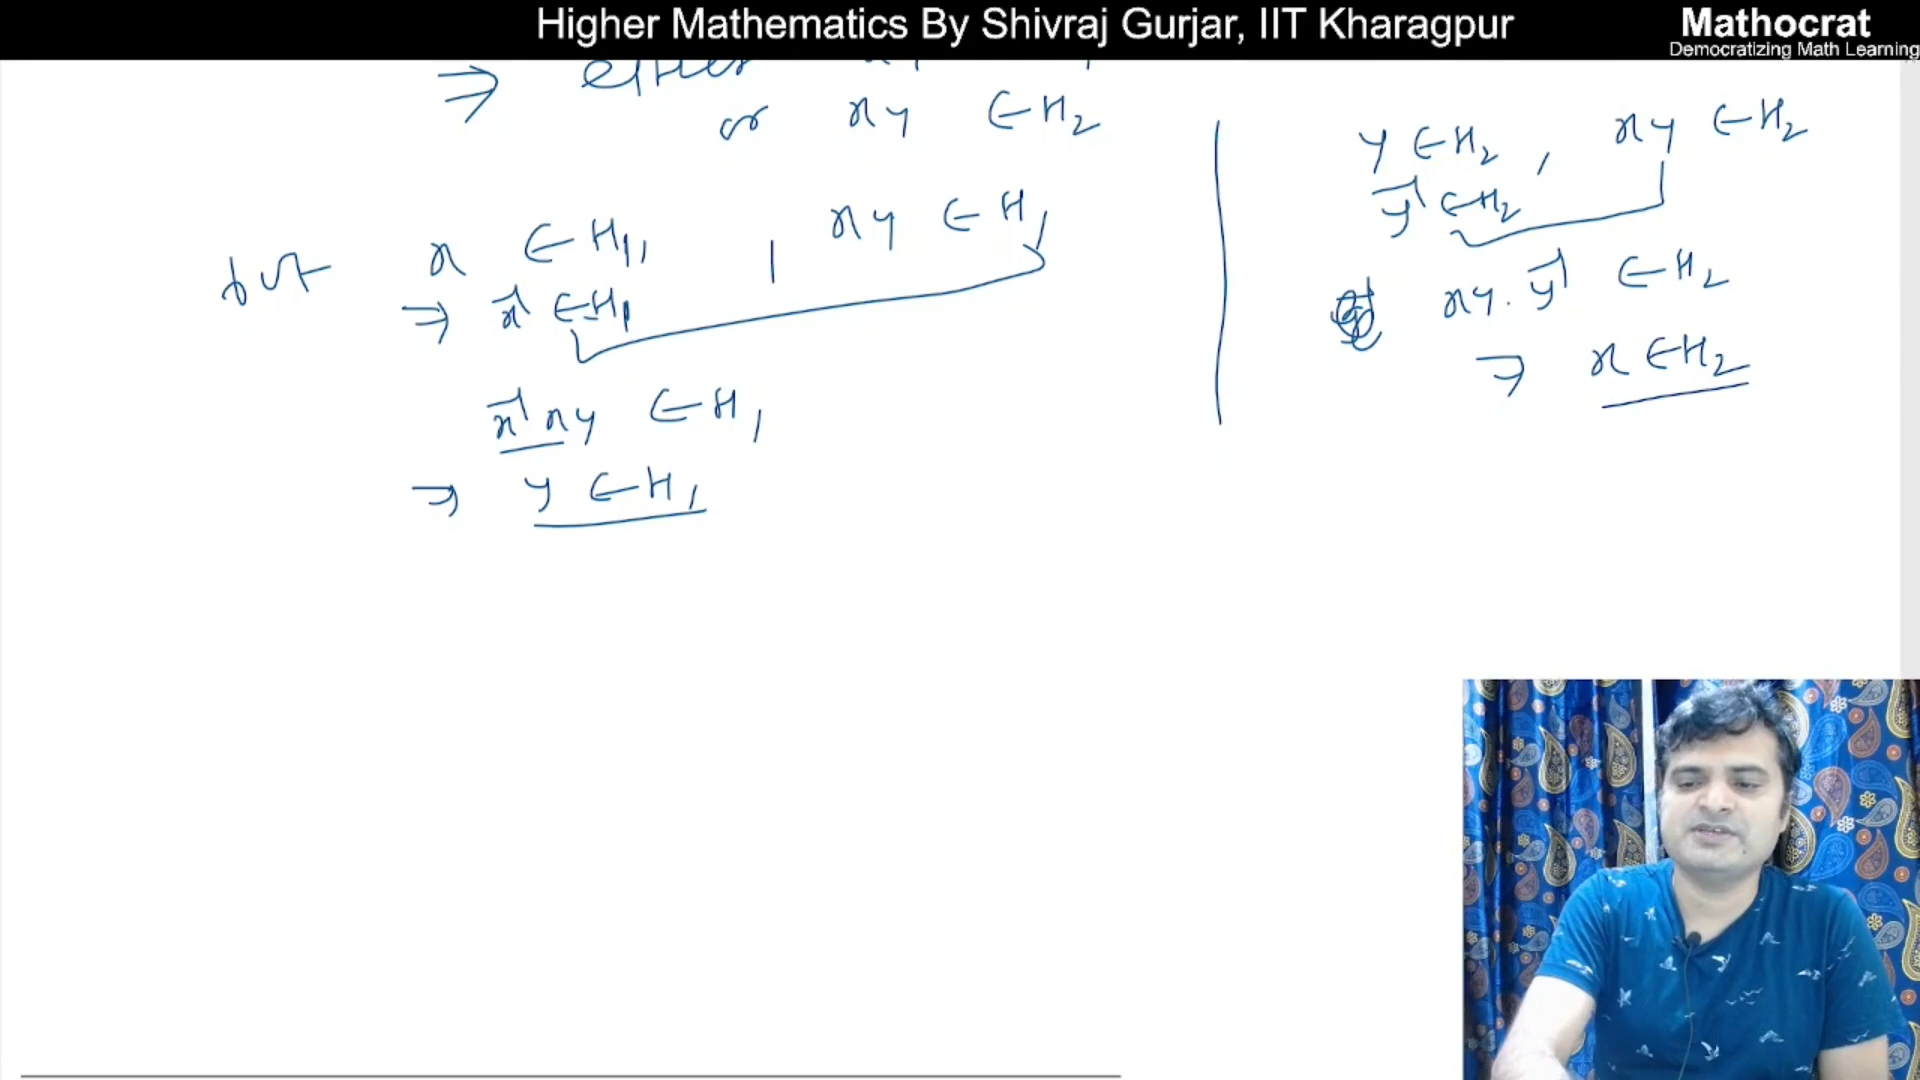 Higher Mathematics By Shivraj Gurjar, IIT Kharagpur
Mathocrat
Democratizing Math Learning
⇒ either
or xy ∈ H₂
but x ∈ H₁, , xy ∈ H₁
⇒ x⁻¹ ∈ H₁
x⁻¹xy ∈ H₁
⇒ y ∈ H₁
y ∈ H₂ , xy ∈ H₂
y⁻¹ ∈ H₂
xy · y⁻¹ ∈ H₂
⇒ x ∈ H₂